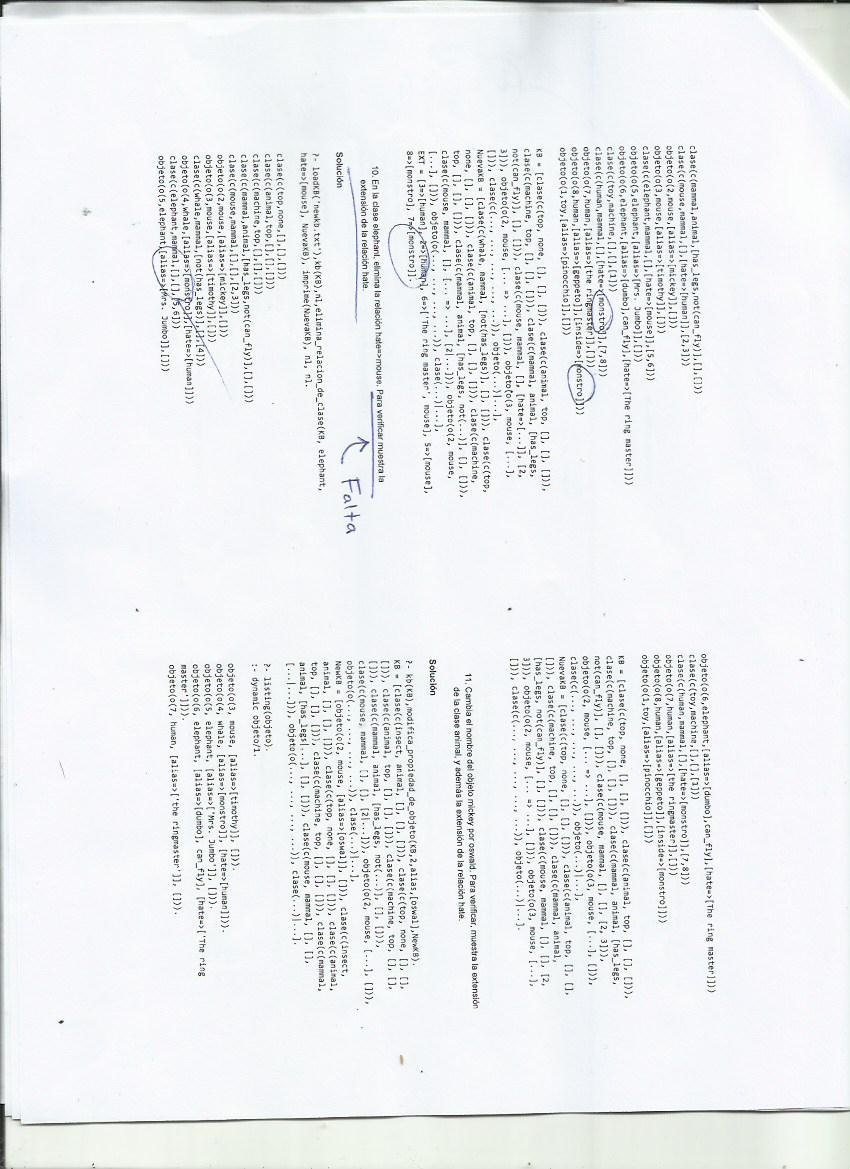 clase(c(mammal,animal,[has_legs,not(can_fly)],[],[]))
clase(c(mouse,mammal,[],[hate=>[human]],[2,3]))
objeto(o(2,mouse,[alias=>[mickey]],[]))
objeto(o(3,mouse,[alias=>[timothy]],[]))
clase(c(elephant,mammal,[],[hate=>[mouse]],[5,6]))
objeto(o(5,elephant,[alias=>[Mrs. Jumbo]],[]))
objeto(o(6,elephant,[alias=>[dumbo],can_fly],[hate=>[The ring master]]))
clase(c(toy,machine,[],[],[1]))
clase(c(human,mammal,[],[hate=>[monstro]],[7,8]))
objeto(o(7,human,[alias=>[the ringmaster]],[]))
objeto(o(8,human,[alias=>[geppeto]],[inside=>[monstro]]))
objeto(o(1,toy,[alias=>[pinocchio]],[]))
KB = [clase(c(top, none, [], [], [])), clase(c(animal, top, [], [], [])),
clase(c(machine, top, [], [], [])), clase(c(mammal, animal, [has_legs,
not(can_fly)], [], [])), clase(c(mouse, mammal, [], [hate=>[...]], [2,
3])), objeto(o(2, mouse, [... => ...], [])), objeto(o(3, mouse, [...],
[])), clase(c(..., ..., ..., ..., ...)), objeto(...)|...],
NuevaKB = [clase(c(whale, mammal, [not(has_legs)], [], [])), clase(c(top,
none, [], [], [])), clase(c(animal, top, [], [], [])), clase(c(machine,
top, [], [], [])), clase(c(mammal, animal, [has_legs, not(...)], [], [])),
clase(c(mouse, mammal, [], [... => ...], [2|...])), objeto(o(2, mouse,
[...], [])), objeto(o(..., ..., ..., ...)), clase(...)|...],
EXT = [3=>[human], 2=>[human], 6=>['The ring master', mouse], 5=>[mouse],
8=>[monstro], 7=>[monstro]].
10. En la clase elephant, elimina la relación hate=>mouse. Para verificar muestra la
extensión de la relación hate.
Falta
Solución
?- loadKB('newkb.txt'),kb(KB),nl,elimina_relacion_de_clase(KB, elephant,
hate=>[mouse], NuevaKB), imprime(NuevaKB), nl, nl.
clase(c(top,none,[],[],[]))
clase(c(animal,top,[],[],[]))
clase(c(machine,top,[],[],[]))
clase(c(mammal,animal,[has_legs,not(can_fly)],[],[]))
clase(c(mouse,mammal,[],[],[2,3]))
objeto(o(2,mouse,[alias=>[mickey]],[]))
objeto(o(3,mouse,[alias=>[timothy]],[]))
clase(c(whale,mammal,[not(has_legs)],[],[4]))
objeto(o(4,whale,[alias=>[monstro]],[hate=>[human]]))
clase(c(elephant,mammal,[],[],[5,6]))
objeto(o(5,elephant,[alias=>[Mrs. Jumbo]],[]))
objeto(o(6,elephant,[alias=>[dumbo],can_fly],[hate=>[The ring master]]))
clase(c(toy,machine,[],[],[1]))
clase(c(human,mammal,[],[hate=>[monstro]],[7,8]))
objeto(o(7,human,[alias=>[the ringmaster]],[]))
objeto(o(8,human,[alias=>[geppeto]],[inside=>[monstro]]))
objeto(o(1,toy,[alias=>[pinocchio]],[]))
KB = [clase(c(top, none, [], [], [])), clase(c(animal, top, [], [], [])),
clase(c(machine, top, [], [], [])), clase(c(mammal, animal, [has_legs,
not(can_fly)], [], [])), clase(c(mouse, mammal, [], [], [2, 3])),
objeto(o(2, mouse, [... => ...], [])), objeto(o(3, mouse, [...], [])),
clase(c(..., ..., ..., ..., ...)), objeto(...)|...],
NuevaKB = [clase(c(top, none, [], [], [])), clase(c(animal, top, [], [],
[])), clase(c(machine, top, [], [], [])), clase(c(mammal, animal,
[has_legs, not(can_fly)], [], [])), clase(c(mouse, mammal, [], [], [2,
3])), objeto(o(2, mouse, [... => ...], [])), objeto(o(3, mouse, [...],
[])), clase(c(..., ..., ..., ..., ...)), objeto(...)|...].
11. Cambia el nombre del objeto mickey por oswald. Para verificar, muestra la extensión
de la clase animal, y además la extensión de la relación hate.
Solución
?- kb(KB),modifica_propiedad_de_objeto(KB,2,alias,[oswal],NewKB).
KB = [clase(c(insect, animal, [], [], [])), clase(c(top, none, [], [],
[])), clase(c(animal, top, [], [], [])), clase(c(machine, top, [], [],
[])), clase(c(mammal, animal, [has_legs, not(...)], [], [])),
clase(c(mouse, mammal, [], [], [2|...])), objeto(o(2, mouse, [...], [])),
objeto(o(..., ..., ..., ...)), clase(...)|...],
NewKB = [objeto(o(2, mouse, [alias=>[oswal]], [])), clase(c(insect,
animal, [], [], [])), clase(c(top, none, [], [], [])), clase(c(animal,
top, [], [], [])), clase(c(machine, top, [], [], [])), clase(c(mammal,
animal, [has_legs|...], [], [])), clase(c(mouse, mammal, [], [],
[...|...])), objeto(o(..., ..., ..., ...)), clase(...)|...].
?- listing(objeto).
:- dynamic objeto/1.
objeto(o(3, mouse, [alias=>[timothy]], [])).
objeto(o(4, whale, [alias=>[monstro]], [hate=>[human]])).
objeto(o(5, elephant, [alias=>['Mrs. Jumbo']], [])).
objeto(o(6, elephant, [alias=>[dumbo], can_fly], [hate=>['The ring
master']])).
objeto(o(7, human, [alias=>['the ringmaster']], [])).